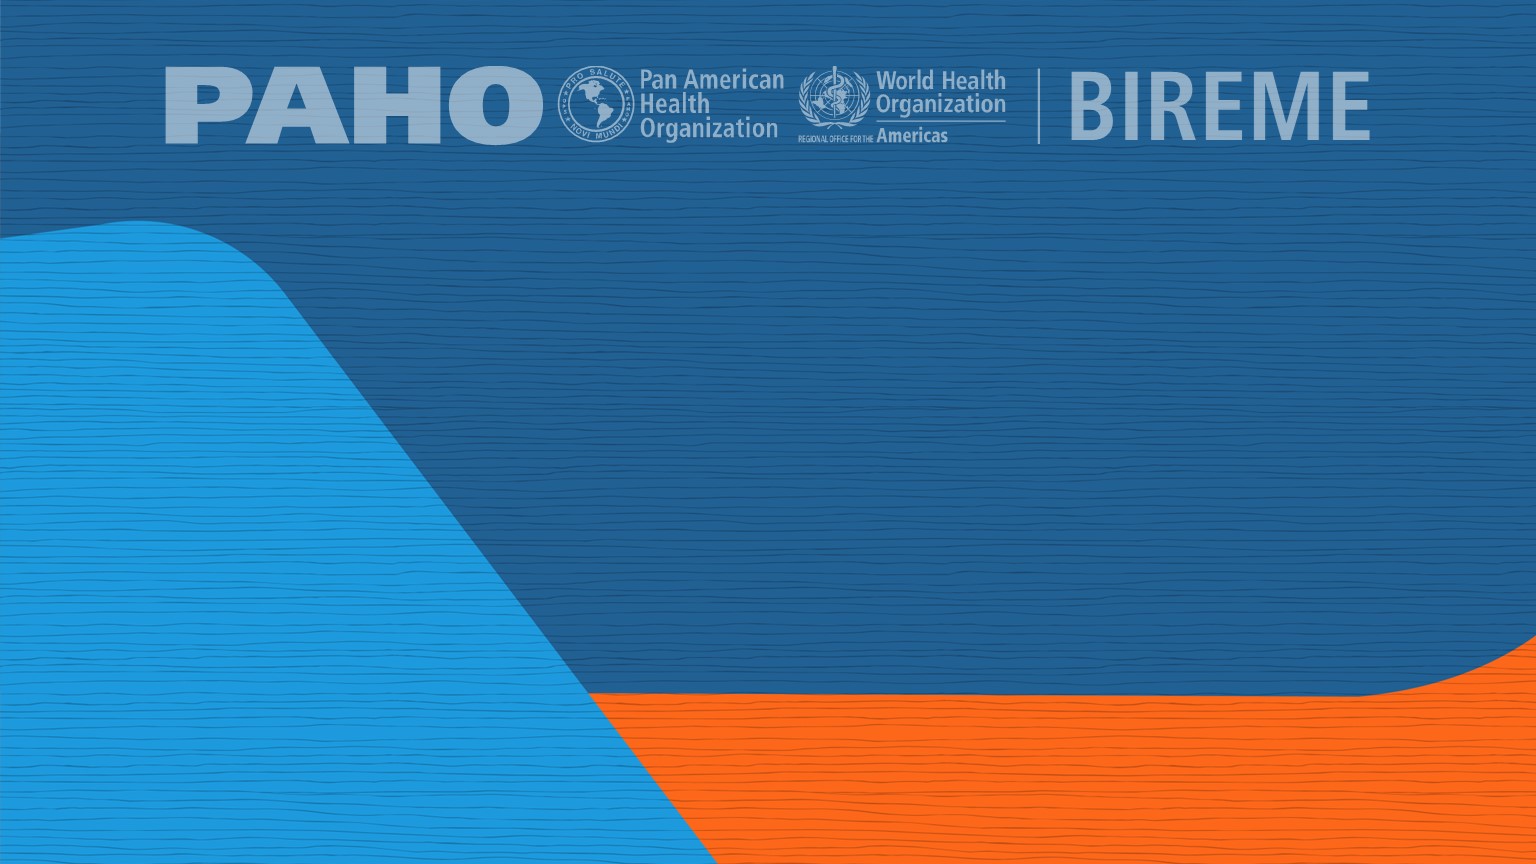 PAHO
PRO SALUTE
NOVI MUNDI
Pan American
Health
Organization
World Health
Organization
REGIONAL OFFICE FOR THE Americas
BIREME